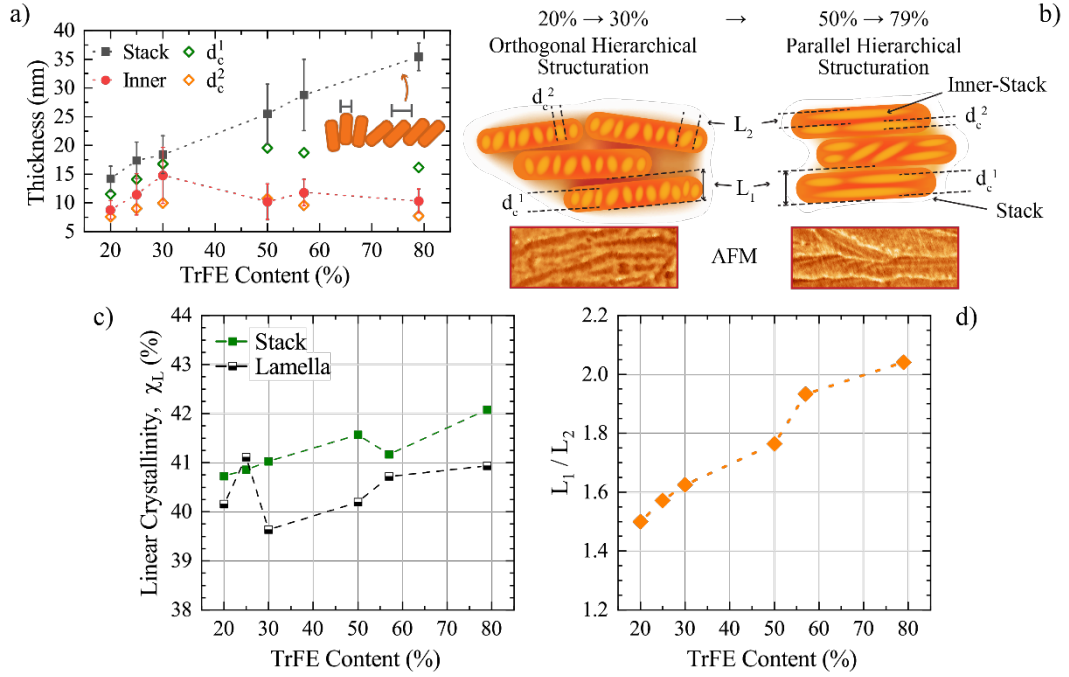 a)
40
35
30
25
20
15
10
5
Thickness (nm)
Stack d_c^1
Inner d_c^2
20 30 40 50 60 70 80
TrFE Content (%)
b)
20% → 30% → 50% → 79%
Orthogonal Hierarchical
Structuration
Parallel Hierarchical
Structuration
Inner-Stack
d_c^2
L_2
d_c^2
d_c^1
L_1
d_c^1
Stack
AFM
c)
44
43
42
41
40
39
38
Linear Crystallinity, χ_L (%)
Stack
Lamella
20 30 40 50 60 70 80
TrFE Content (%)
d)
2.2
2.0
1.8
1.6
1.4
1.2
L_1 / L_2
20 30 40 50 60 70 80
TrFE Content (%)